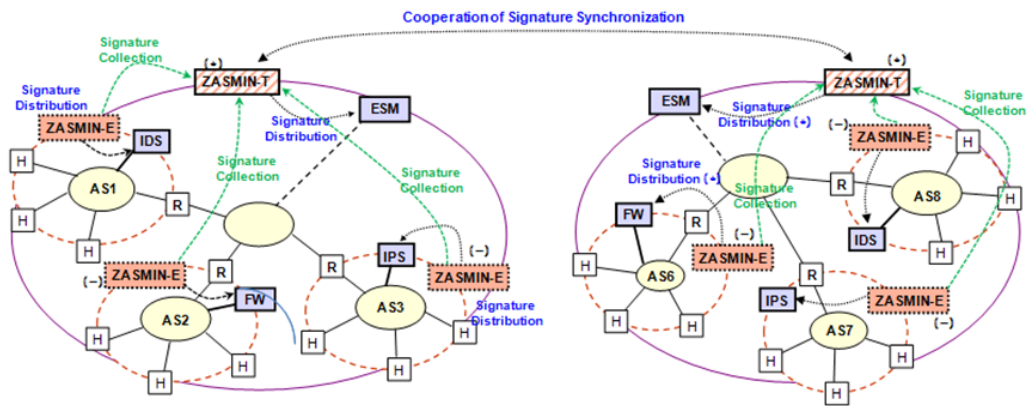 Cooperation of Signature Synchronization
Signature
Collection
(+)
ZASMIN-T
Signature
Distribution
ZASMIN-E
IDS
H
AS1
H
H
H
R
Signature
Distribution
ESM
Signature
Collection
Signature
Collection
R
R
(-)
ZASMIN-E
FW
AS2
H
H
H
H
IPS
(-)
ZASMIN-E
AS3
Signature
Distribution
H
H
H
H
(+)
ZASMIN-T
ESM
Signature
Distribution (+)
Signature
Collection
(-)
ZASMIN-E
H
H
H
AS8
R
IDS
Signature
Distribution (+)
Signature
Collection
FW
R
(-)
ZASMIN-E
AS6
H
H
H
H
R
IPS
ZASMIN-E
(-)
AS7
H
H
H